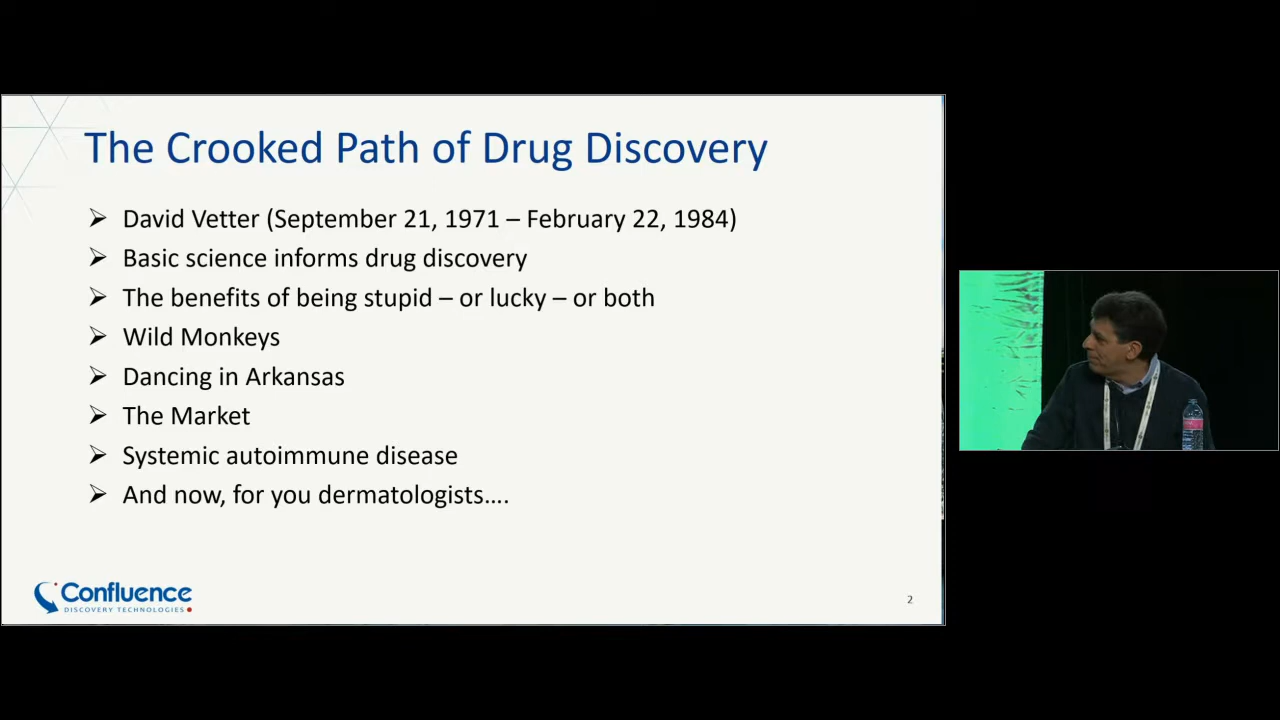 The Crooked Path of Drug Discovery
➢ David Vetter (September 21, 1971 – February 22, 1984)
➢ Basic science informs drug discovery
➢ The benefits of being stupid – or lucky – or both
➢ Wild Monkeys
➢ Dancing in Arkansas
➢ The Market
➢ Systemic autoimmune disease
➢ And now, for you dermatologists....
Confluence
DISCOVERY TECHNOLOGIES
2